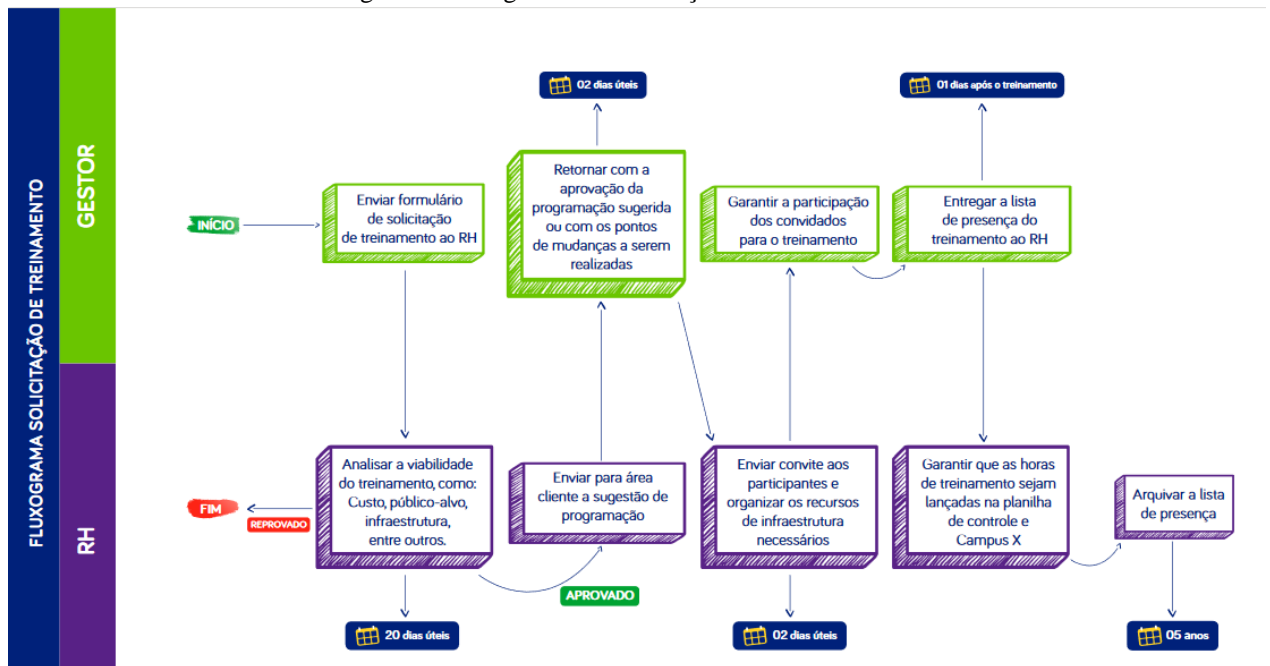 FLUXOGRAMA SOLICITAÇÃO DE TREINAMENTO
GESTOR
INÍCIO
Enviar formulário
de solicitação
de treinamento ao RH
02 dias úteis
Retornar com a
aprovação da
programação sugerida
ou com os pontos
de mudanças a serem
realizadas
Garantir a participação
dos convidados
para o treinamento
01 dias após o treinamento
Entregar a lista
de presença do
treinamento ao RH
RH
FIM
REPROVADO
Analisar a viabilidade
do treinamento, como:
Custo, público-alvo,
infraestrutura,
entre outros.
20 dias úteis
APROVADO
Enviar para área
cliente a sugestão de
programação
Enviar convite aos
participantes e
organizar os recursos
de infraestrutura
necessários
02 dias úteis
Garantir que as horas
de treinamento sejam
lançadas na planilha
de controle e
Campus X
Arquivar a lista
de presença
05 anos